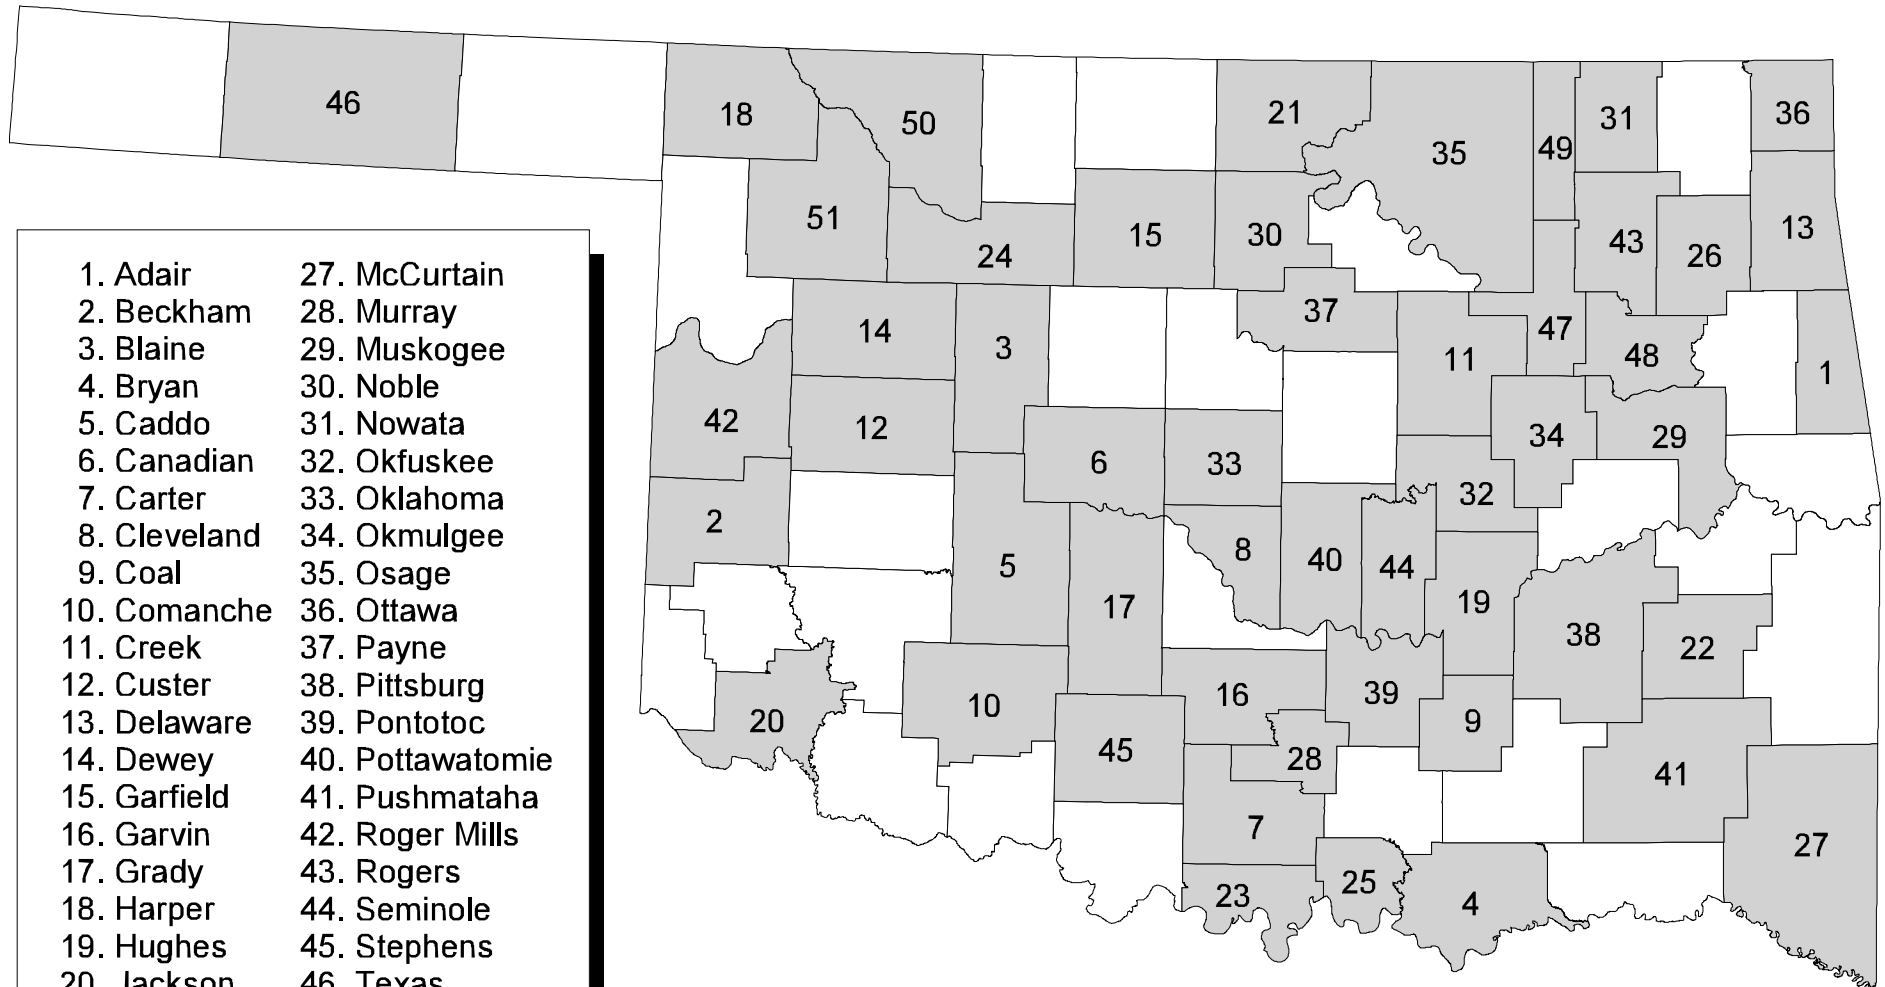 46
18
50
21
35
49
31
36
51
24
15
30
43
26
13
14
3
37
11
47
48
1
42
12
6
33
34
29
2
5
17
8
40
44
32
19
38
22
20
10
45
16
28
39
9
41
7
23
25
4
27
1. Adair 27. McCurtain
2. Beckham 28. Murray
3. Blaine 29. Muskogee
4. Bryan 30. Noble
5. Caddo 31. Nowata
6. Canadian 32. Okfuskee
7. Carter 33. Oklahoma
8. Cleveland 34. Okmulgee
9. Coal 35. Osage
10. Comanche 36. Ottawa
11. Creek 37. Payne
12. Custer 38. Pittsburg
13. Delaware 39. Pontotoc
14. Dewey 40. Pottawatomie
15. Garfield 41. Pushmataha
16. Garvin 42. Roger Mills
17. Grady 43. Rogers
18. Harper 44. Seminole
19. Hughes 45. Stephens
20. Jackson 46. Texas